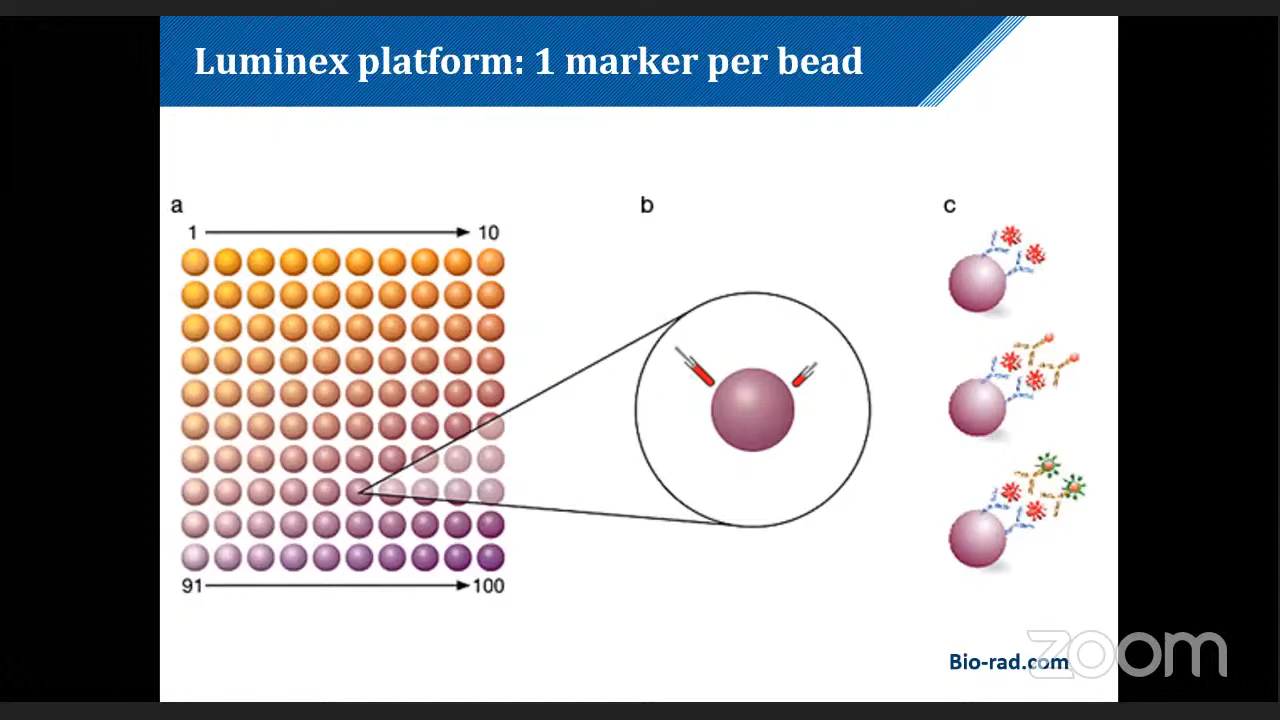 Luminex platform: 1 marker per bead
a
b
c
1
10
91
100
Bio-rad.com
zoom